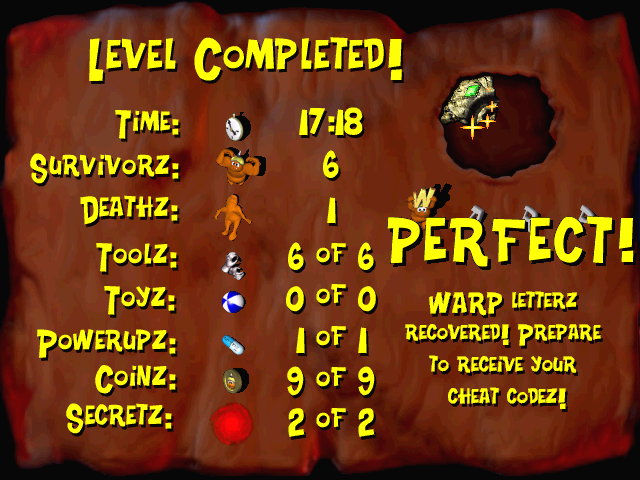 Level Completed!
Time: 17:18
Survivorz: 6
Deathz: 1
Toolz: 6 of 6
Toyz: 0 of 0
Powerupz: 1 of 1
Coinz: 9 of 9
Secretz: 2 of 2
W
PERFECT!
WARP letterz
recovered! Prepare
to receive your
cheat codez!